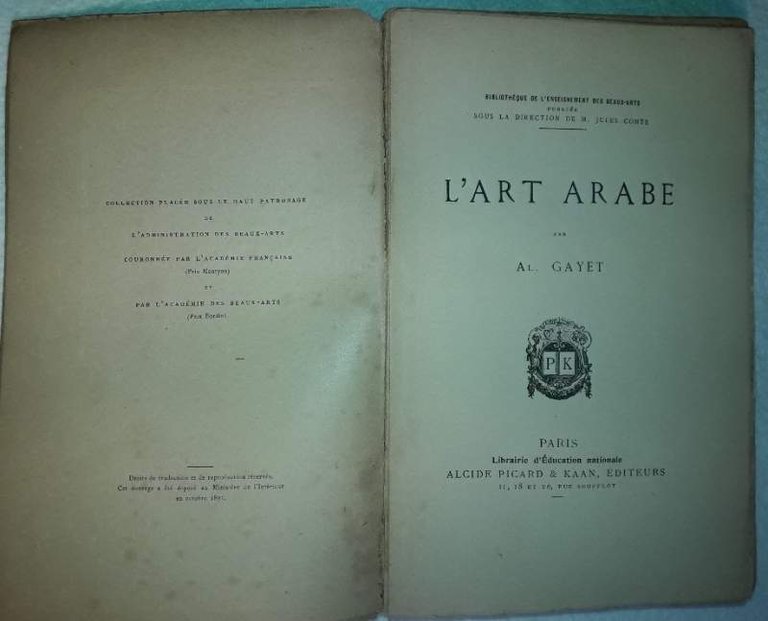 COLLECTION PLACÉE SOUS LE HAUT PATRONAGE
DE
L'ADMINISTRATION DES BEAUX-ARTS
COURONNÉE PAR L'ACADÉMIE FRANÇAISE
(Prix Montyon)
ET
PAR L'ACADÉMIE DES BEAUX-ARTS
(Prix Bordin)
Droits de traduction et de reproduction réservés.
Cet ouvrage a été déposé au Ministère de l'Intérieur
en octobre
BIBLIOTHÈQUE DE L'ENSEIGNEMENT DES BEAUX-ARTS
PUBLIÉE
SOUS LA DIRECTION DE M. JULES COMTE
L'ART ARABE
PAR
AL. GAYET
P K
PARIS
Librairie d'Éducation nationale
ALCIDE PICARD & KAAN, ÉDITEURS
11, 18 ET 20, RUE SOUFFLOT